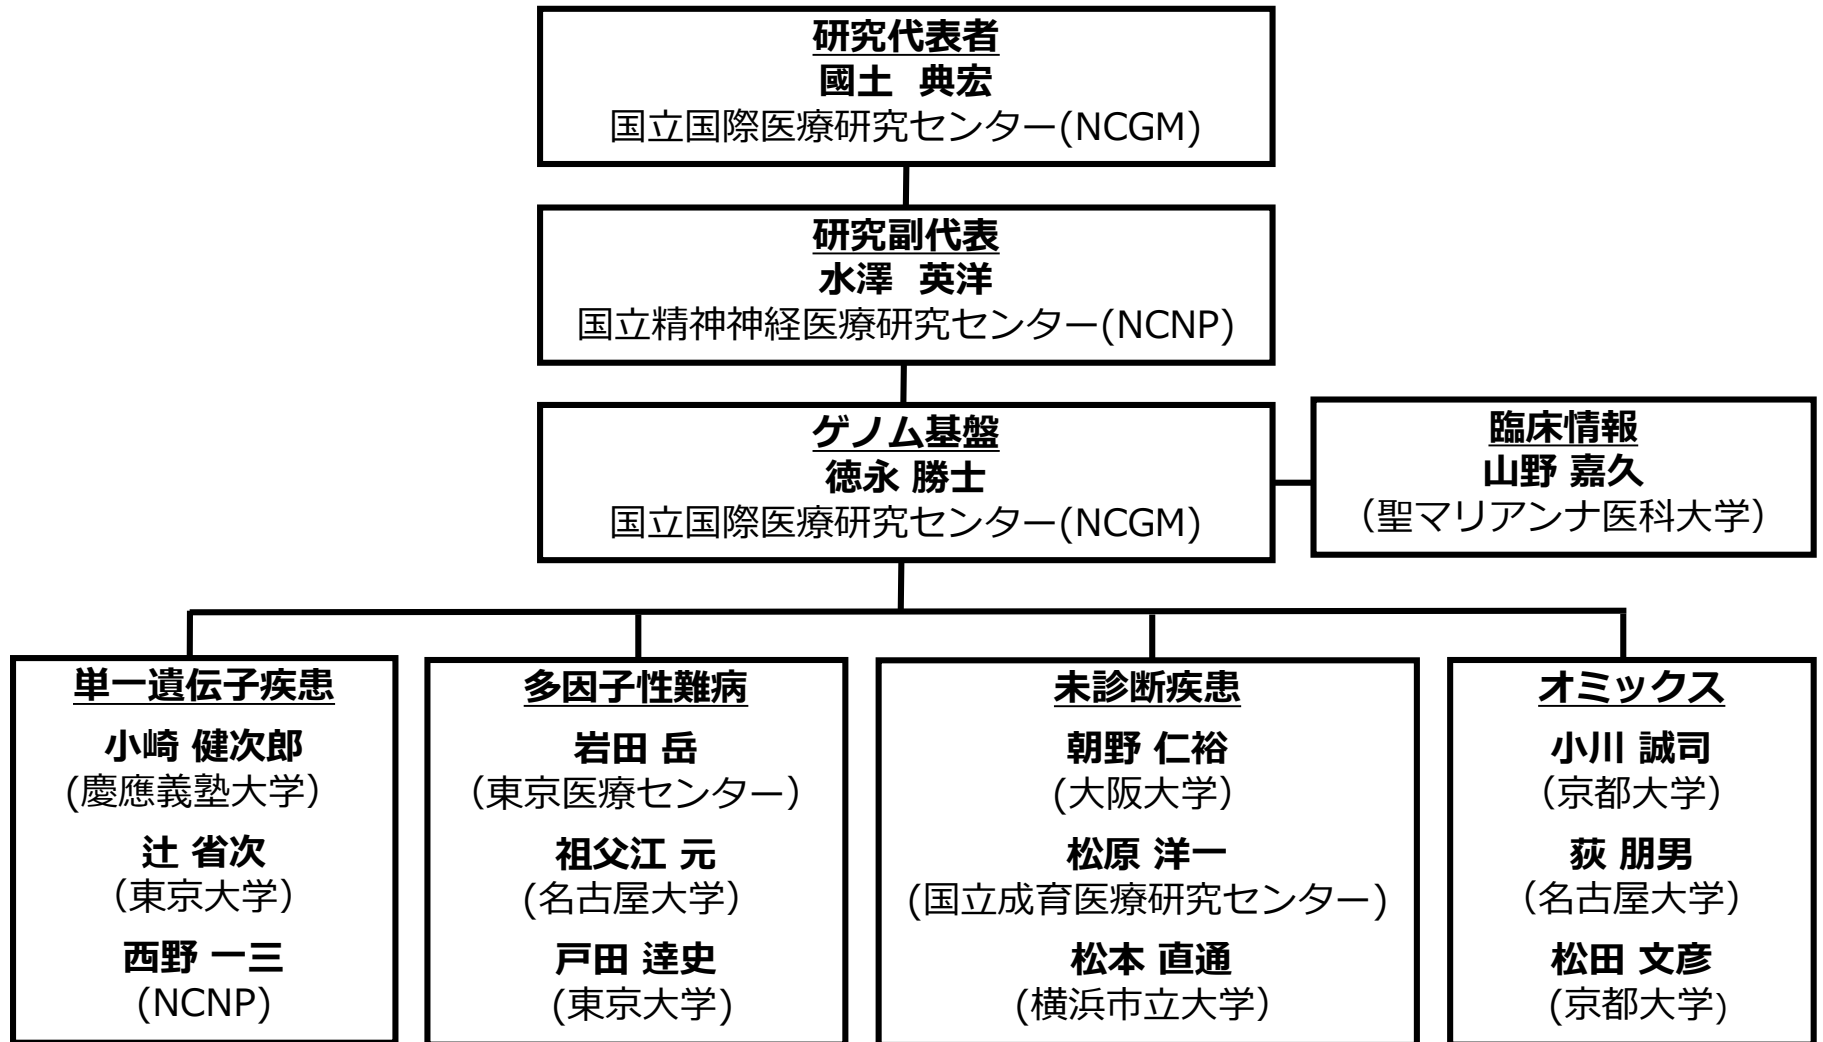 研究代表者
國土 典宏
国立国際医療研究センター(NCGM)
研究副代表
水澤 英洋
国立精神神経医療研究センター(NCNP)
ゲノム基盤
徳永 勝士
国立国際医療研究センター(NCGM)
臨床情報
山野 嘉久
（聖マリアンナ医科大学）
単一遺伝子疾患
小崎 健次郎
(慶應義塾大学）
辻 省次
（東京大学）
西野 一三
(NCNP)
多因子性難病
岩田 岳
（東京医療センター）
祖父江 元
(名古屋大学）
戸田 達史
(東京大学)
未診断疾患
朝野 仁裕
(大阪大学）
松原 洋一
(国立成育医療研究センター)
松本 直通
(横浜市立大学）
オミックス
小川 誠司
（京都大学）
荻 朋男
（名古屋大学）
松田 文彦
(京都大学)